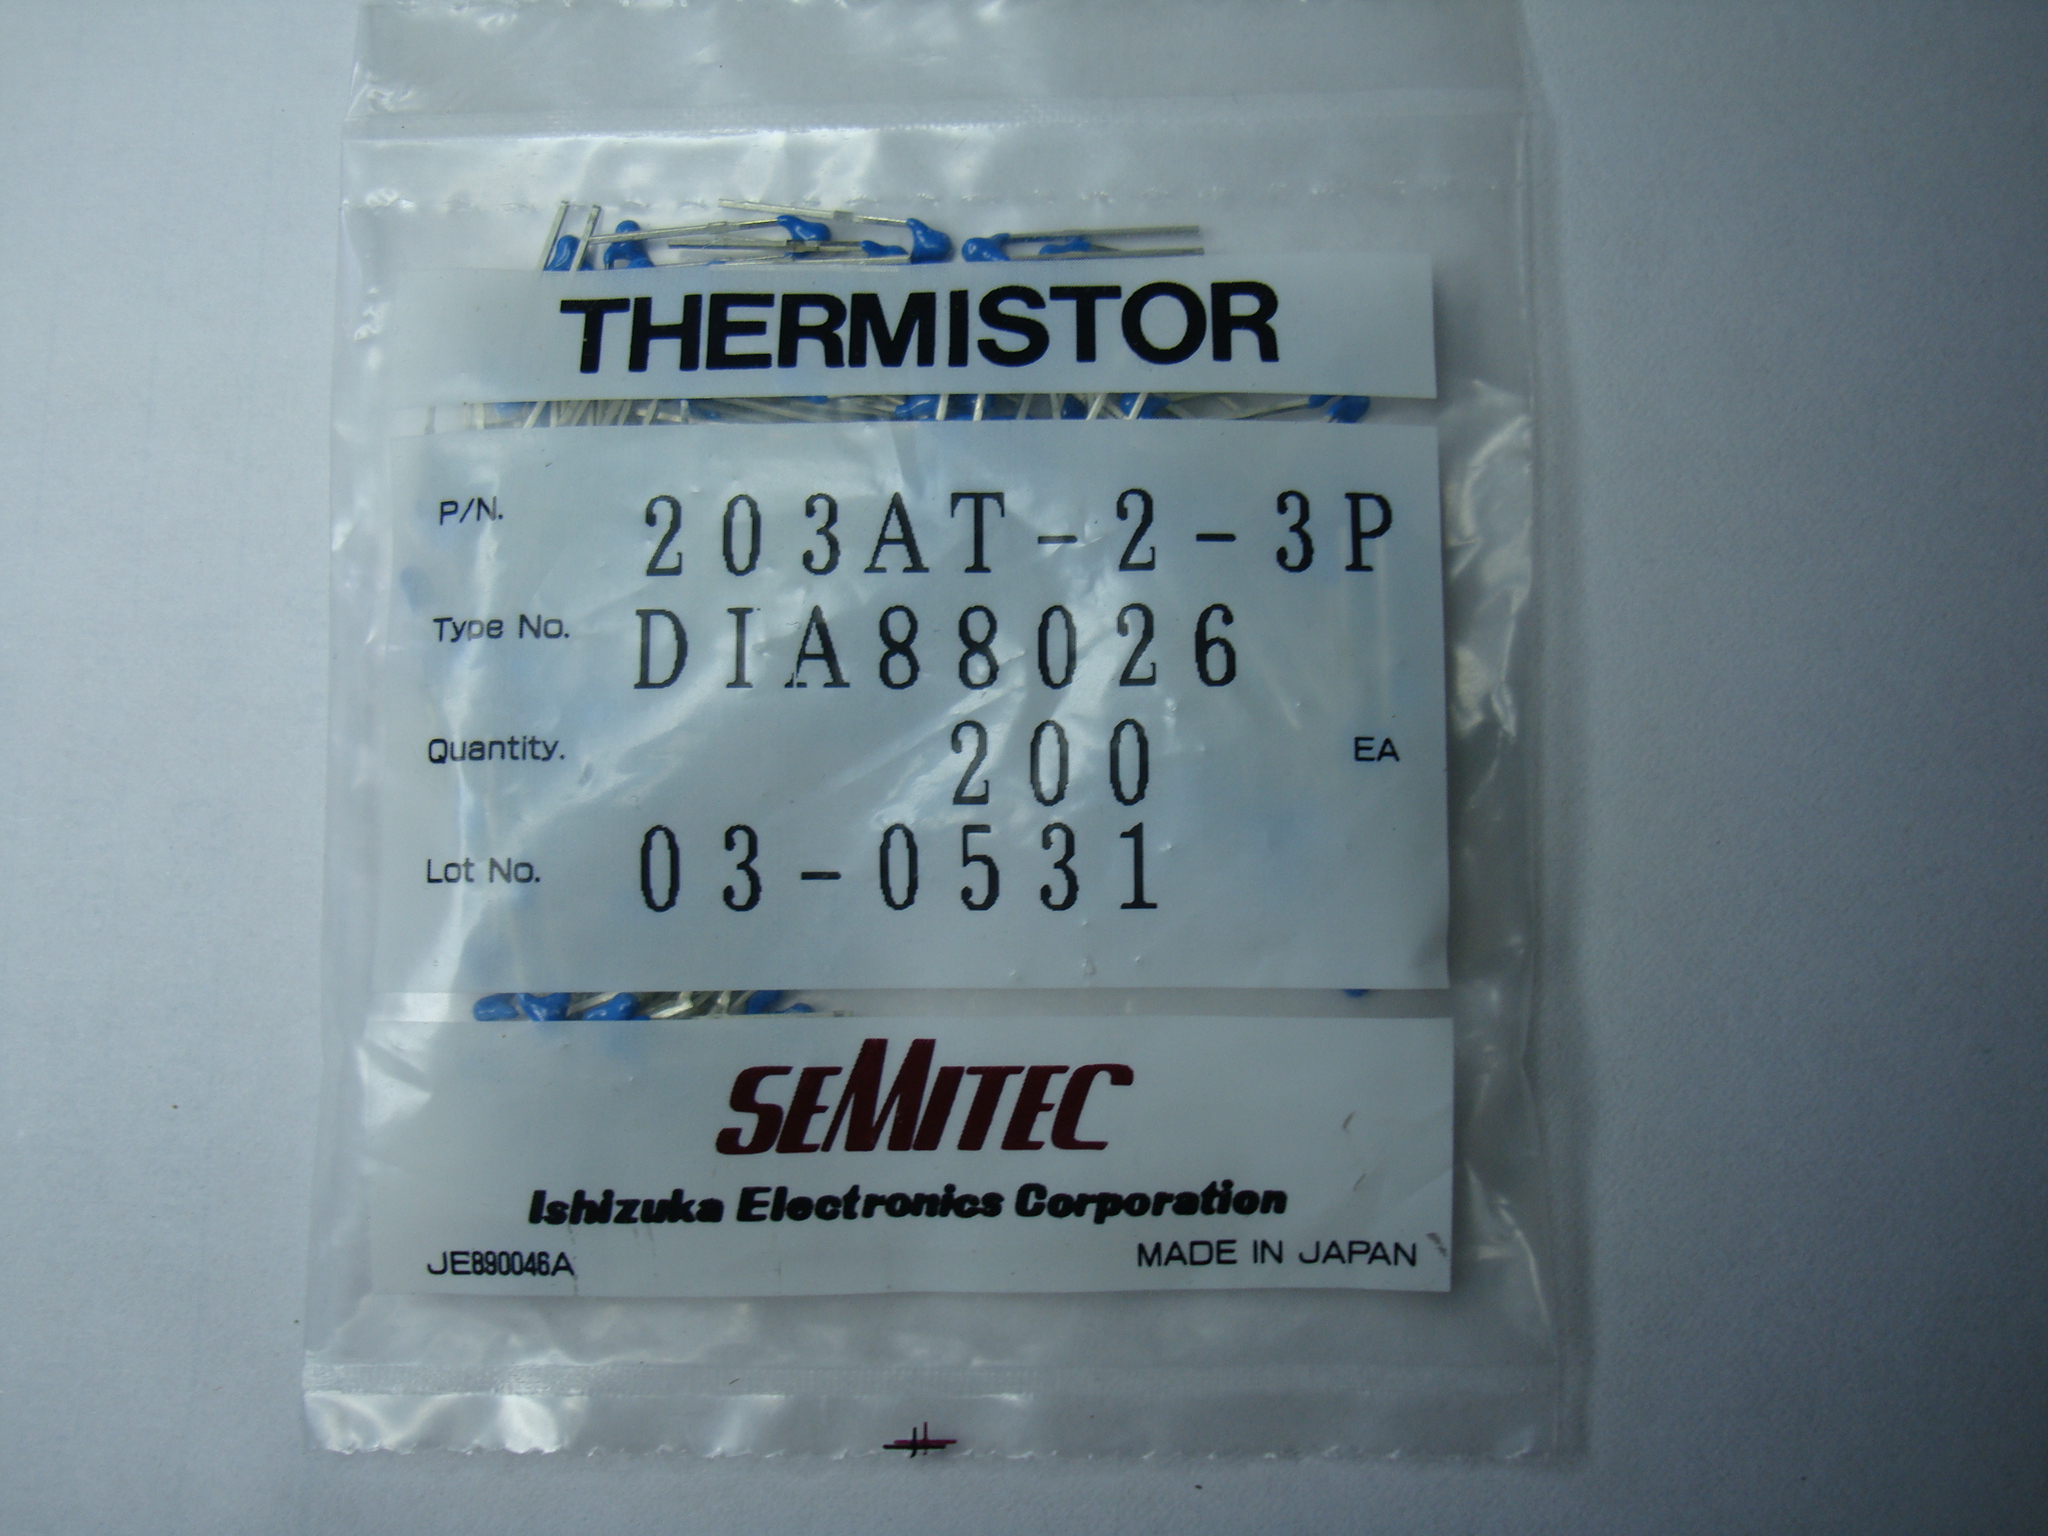 THERMISTOR
P/N. 203AT-2-3P
Type No. DIA88026
Quantity. 200 EA
Lot No. 03-0531
SEMITEC
Ishizuka Electronics Corporation
JE890046A MADE IN JAPAN